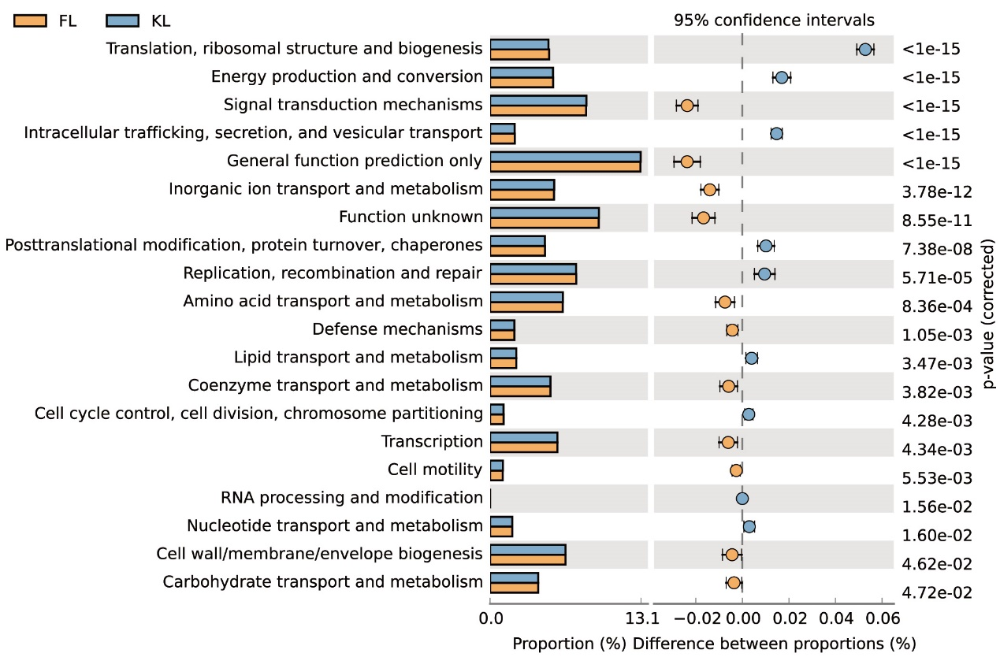 FL KL 95% confidence intervals
Translation, ribosomal structure and biogenesis <1e-15
Energy production and conversion <1e-15
Signal transduction mechanisms <1e-15
Intracellular trafficking, secretion, and vesicular transport <1e-15
General function prediction only <1e-15
Inorganic ion transport and metabolism 3.78e-12
Function unknown 8.55e-11
Posttranslational modification, protein turnover, chaperones 7.38e-08
Replication, recombination and repair 5.71e-05
Amino acid transport and metabolism 8.36e-04
Defense mechanisms 1.05e-03
Lipid transport and metabolism 3.47e-03
Coenzyme transport and metabolism 3.82e-03
Cell cycle control, cell division, chromosome partitioning 4.28e-03
Transcription 4.34e-03
Cell motility 5.53e-03
RNA processing and modification 1.56e-02
Nucleotide transport and metabolism 1.60e-02
Cell wall/membrane/envelope biogenesis 4.62e-02
Carbohydrate transport and metabolism 4.72e-02
p-value (corrected)
0.0 13.1 −0.02 0.00 0.02 0.04 0.06
Proportion (%) Difference between proportions (%)